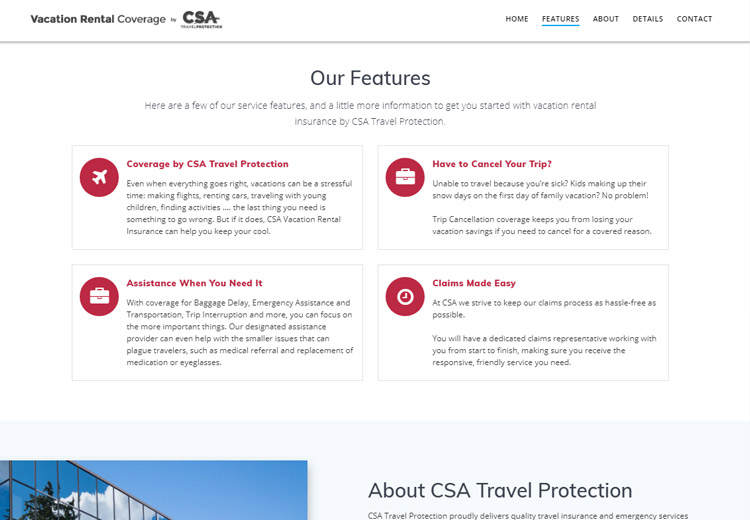 Vacation Rental Coverage by CSA TRAVEL PROTECTION
HOME FEATURES ABOUT DETAILS CONTACT
Our Features
Here are a few of our service features, and a little more information to get you started with vacation rental
insurance by CSA Travel Protection.
Coverage by CSA Travel Protection
Even when everything goes right, vacations can be a stressful
time: making flights, renting cars, traveling with young
children, finding activities .... the last thing you need is
something to go wrong. But if it does, CSA Vacation Rental
Insurance can help you keep your cool.
Have to Cancel Your Trip?
Unable to travel because you're sick? Kids making up their
snow days on the first day of family vacation? No problem!
Trip Cancellation coverage keeps you from losing your
vacation savings if you need to cancel for a covered reason.
Assistance When You Need It
With coverage for Baggage Delay, Emergency Assistance and
Transportation, Trip Interruption and more, you can focus on
the more important things. Our designated assistance
provider can even help with the smaller issues that can
plague travelers, such as medical referral and replacement of
medication or eyeglasses.
Claims Made Easy
At CSA we strive to keep our claims process as hassle-free as
possible.
You will have a dedicated claims representative working with
you from start to finish, making sure you receive the
responsive, friendly service you need.
About CSA Travel Protection
CSA Travel Protection proudly delivers quality travel insurance and emergency services